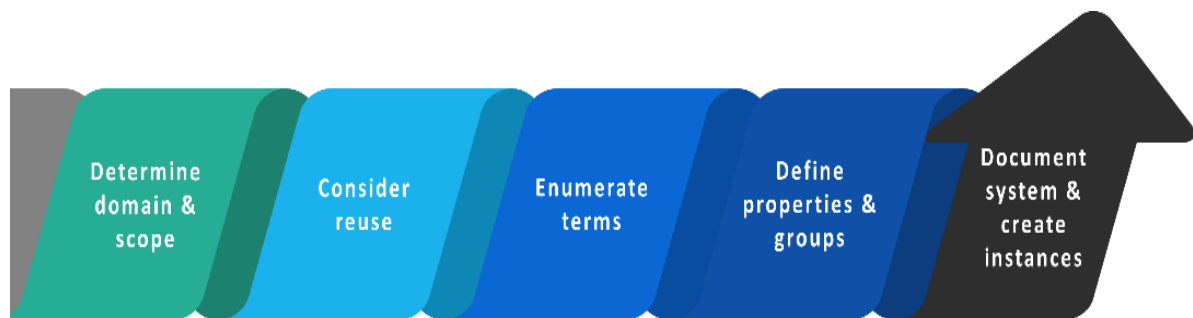 Determine
domain &
scope
Consider
reuse
Enumerate
terms
Define
properties &
groups
Document
system &
create
instances